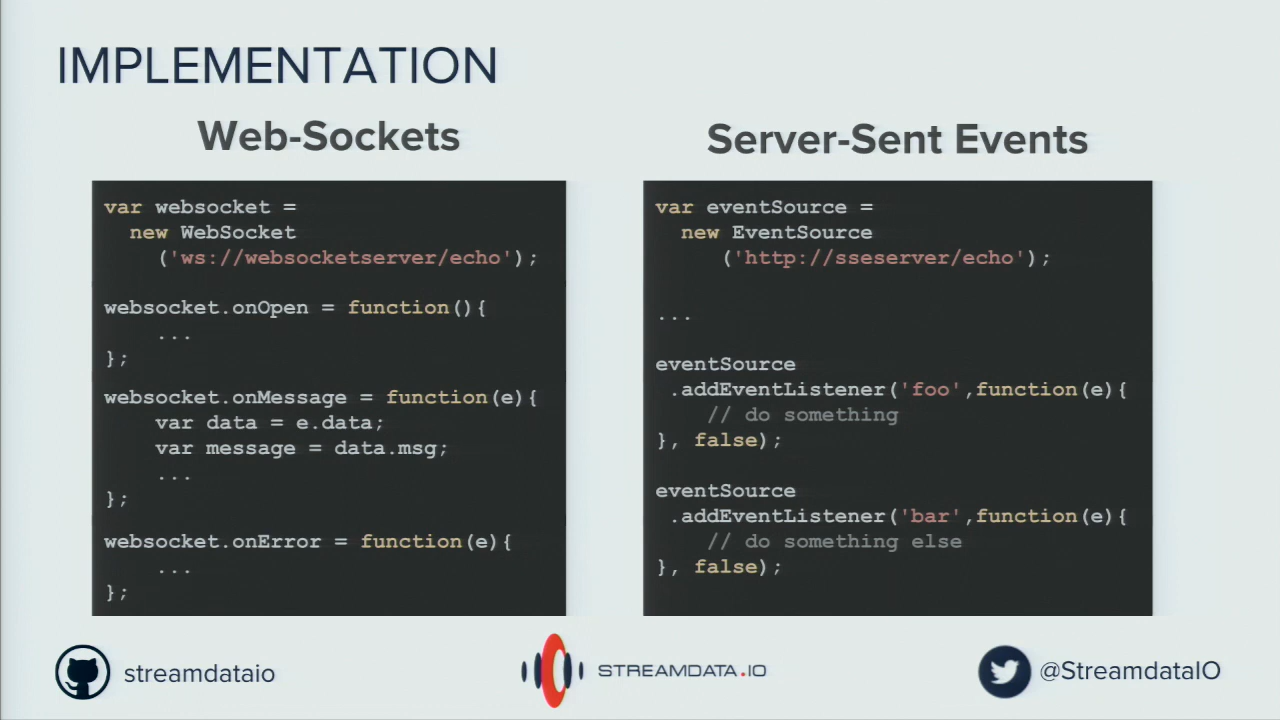 IMPLEMENTATION
Web-Sockets
var websocket =
  new WebSocket
    ('ws://websocketserver/echo');
websocket.onOpen = function(){
    ...
};
websocket.onMessage = function(e){
    var data = e.data;
    var message = data.msg;
    ...
};
websocket.onError = function(e){
    ...
};
Server-Sent Events
var eventSource =
  new EventSource
     ('http://sseserver/echo');
...
eventSource
 .addEventListener('foo',function(e){
    // do something
}, false);
eventSource
 .addEventListener('bar',function(e){
    // do something else
}, false);
streamdataio
STREAMDATA.IO
@StreamdataIO